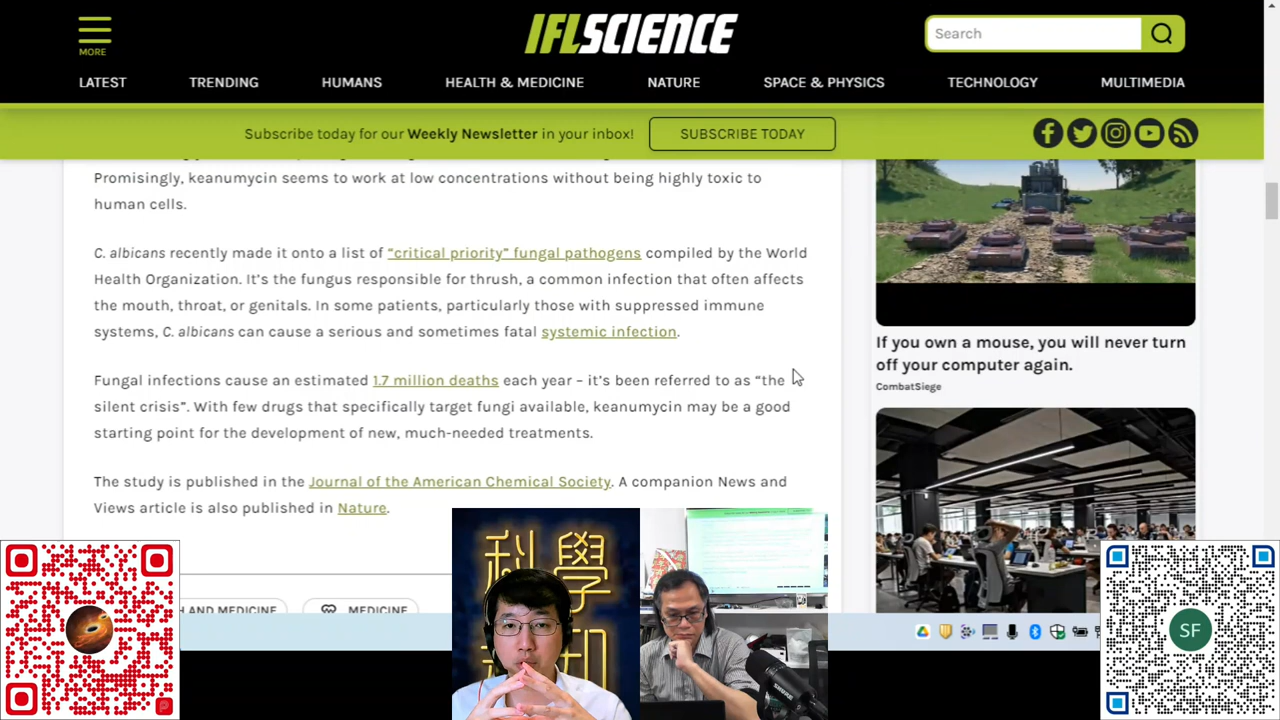 MORE
IFLSCIENCE
Search
LATEST
TRENDING
HUMANS
HEALTH & MEDICINE
NATURE
SPACE & PHYSICS
TECHNOLOGY
MULTIMEDIA
Subscribe today for our Weekly Newsletter in your inbox!
SUBSCRIBE TODAY
Promisingly, keanumycin seems to work at low concentrations without being highly toxic to
human cells.
C. albicans recently made it onto a list of “critical priority” fungal pathogens compiled by the World
Health Organization. It’s the fungus responsible for thrush, a common infection that often affects
the mouth, throat, or genitals. In some patients, particularly those with suppressed immune
systems, C. albicans can cause a serious and sometimes fatal systemic infection.
Fungal infections cause an estimated 1.7 million deaths each year – it’s been referred to as “the
silent crisis”. With few drugs that specifically target fungi available, keanumycin may be a good
starting point for the development of new, much-needed treatments.
The study is published in the Journal of the American Chemical Society. A companion News and
Views article is also published in Nature.
If you own a mouse, you will never turn
off your computer again.
CombatSiege
AND MEDICINE
MEDICINE
科學
知
SF